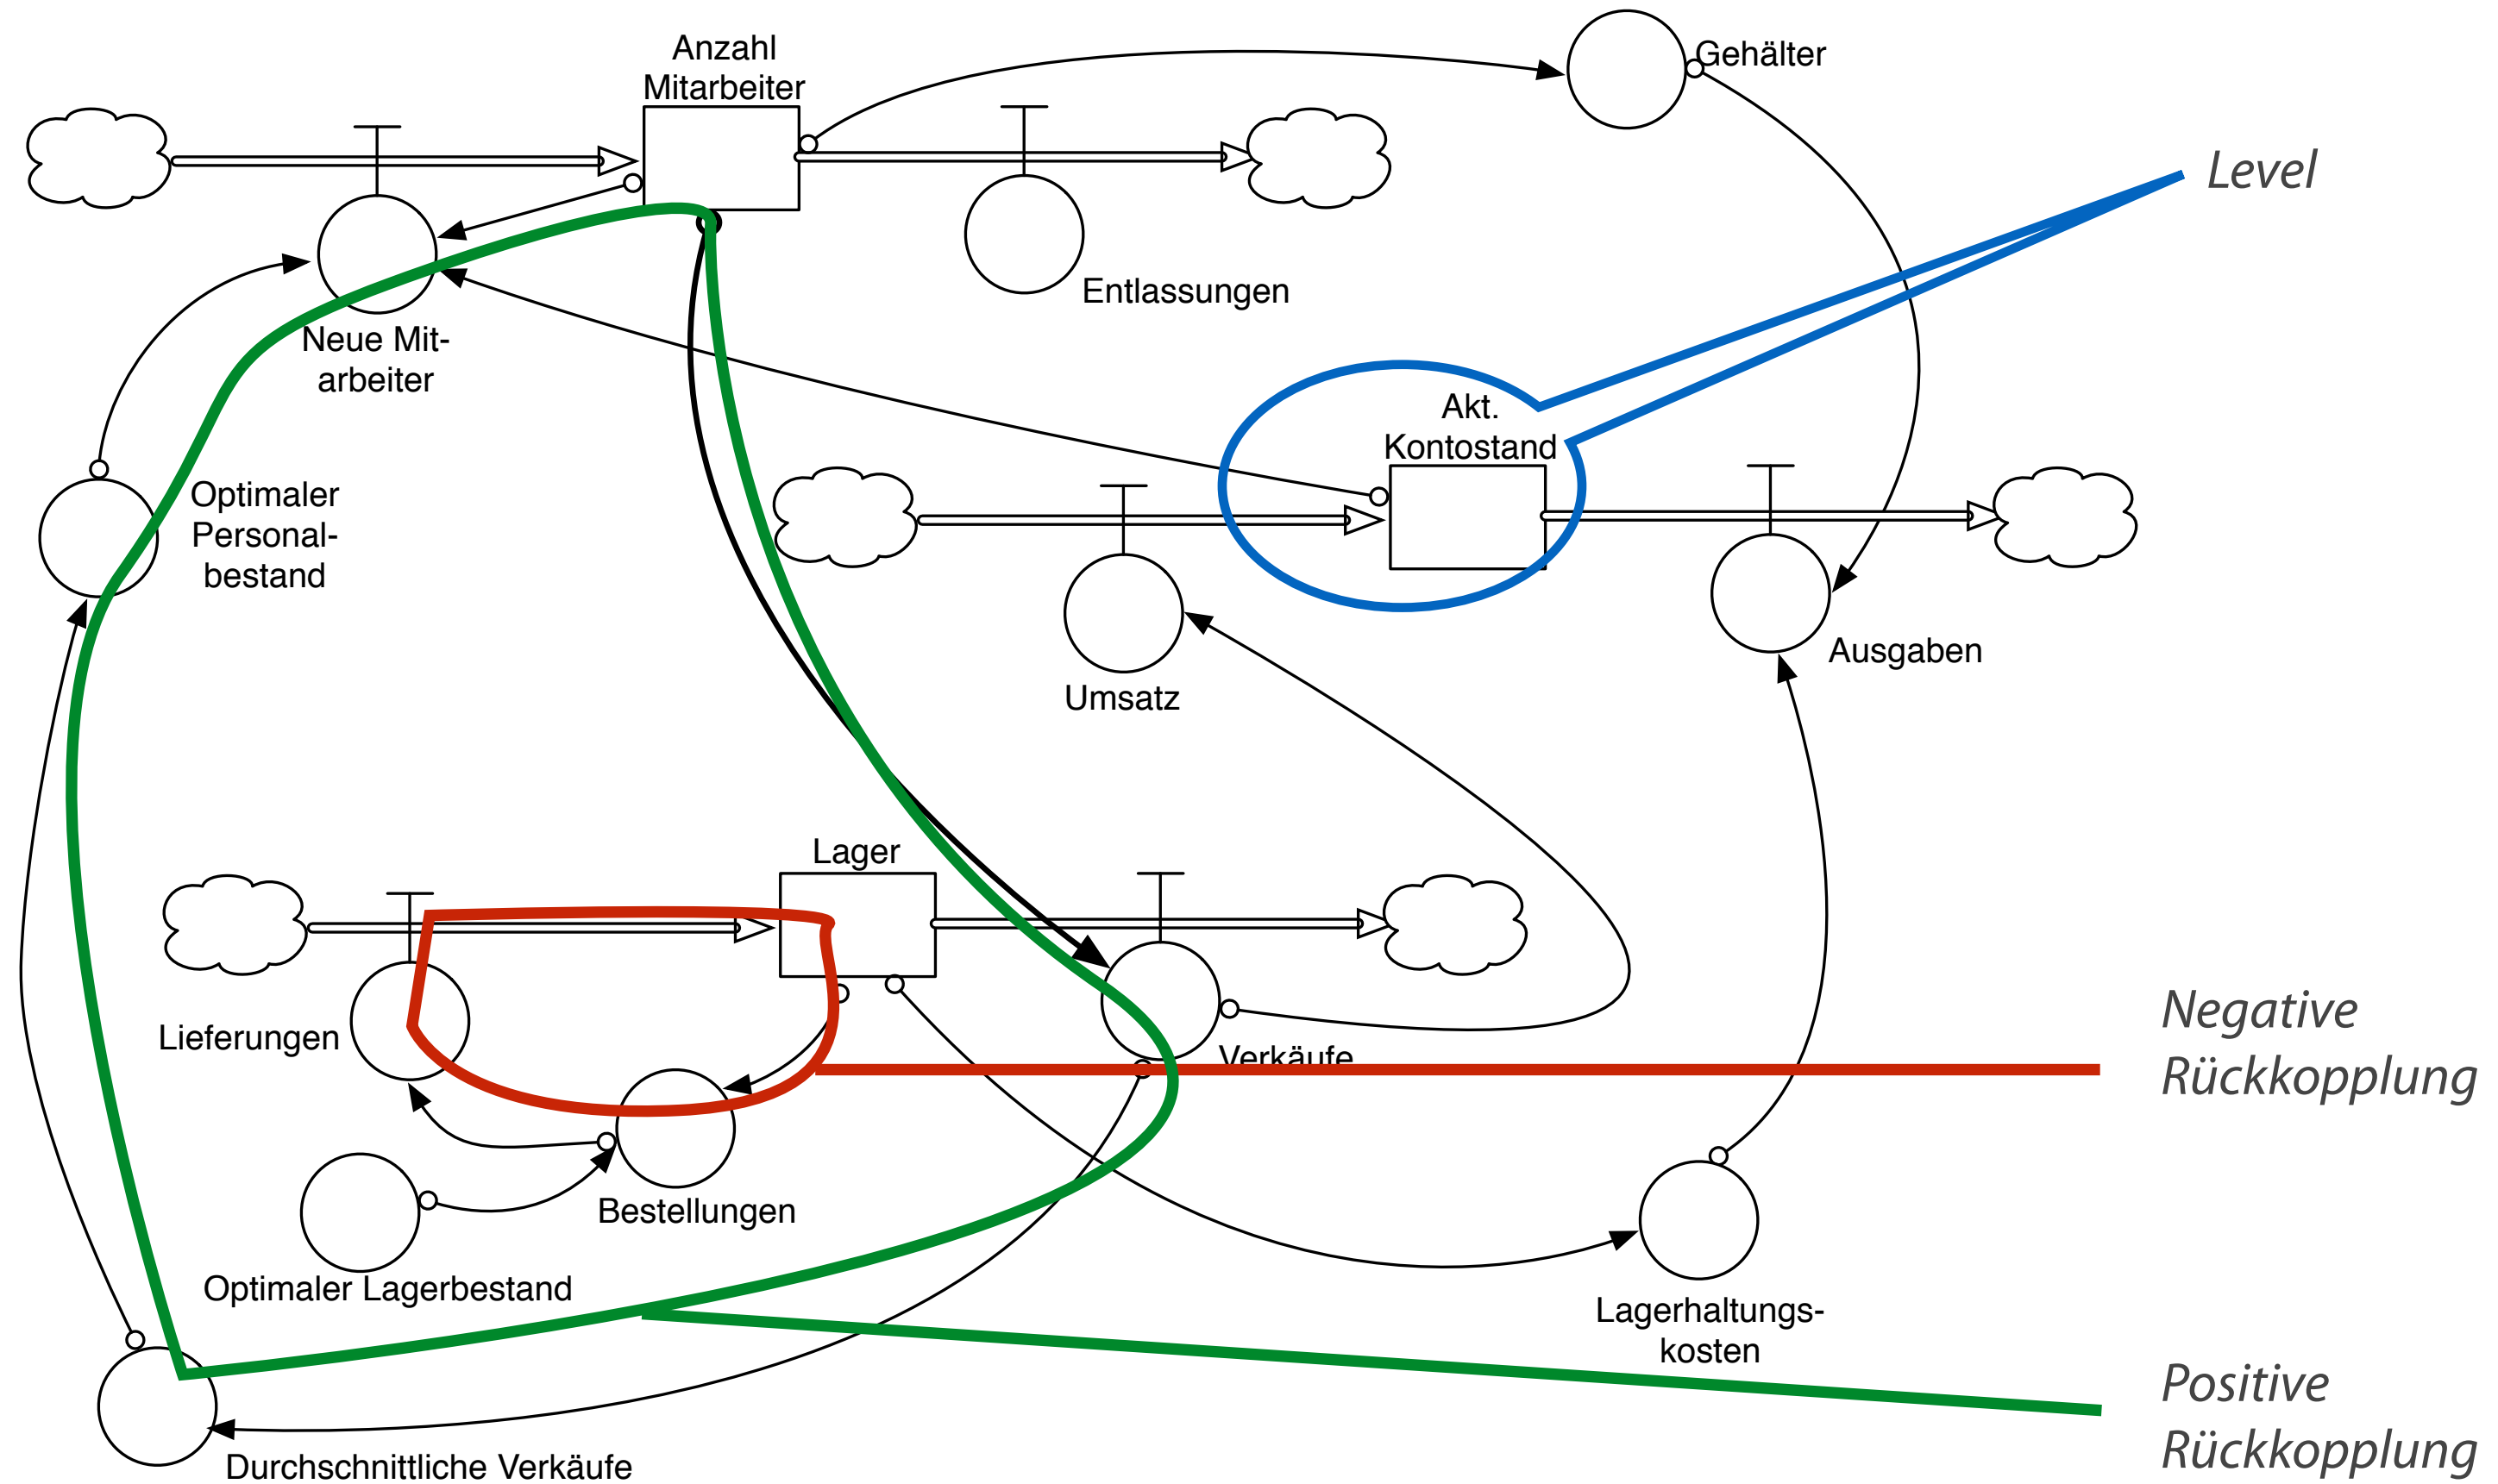 Anzahl
Mitarbeiter
Gehälter
Level
Entlassungen
Neue Mit-
arbeiter
Akt.
Kontostand
Optimaler
Personal-
bestand
Ausgaben
Umsatz
Lager
Negative
Rückkopplung
Lieferungen
Verkäufe
Bestellungen
Optimaler Lagerbestand
Lagerhaltungs-
kosten
Positive
Rückkopplung
Durchschnittliche Verkäufe